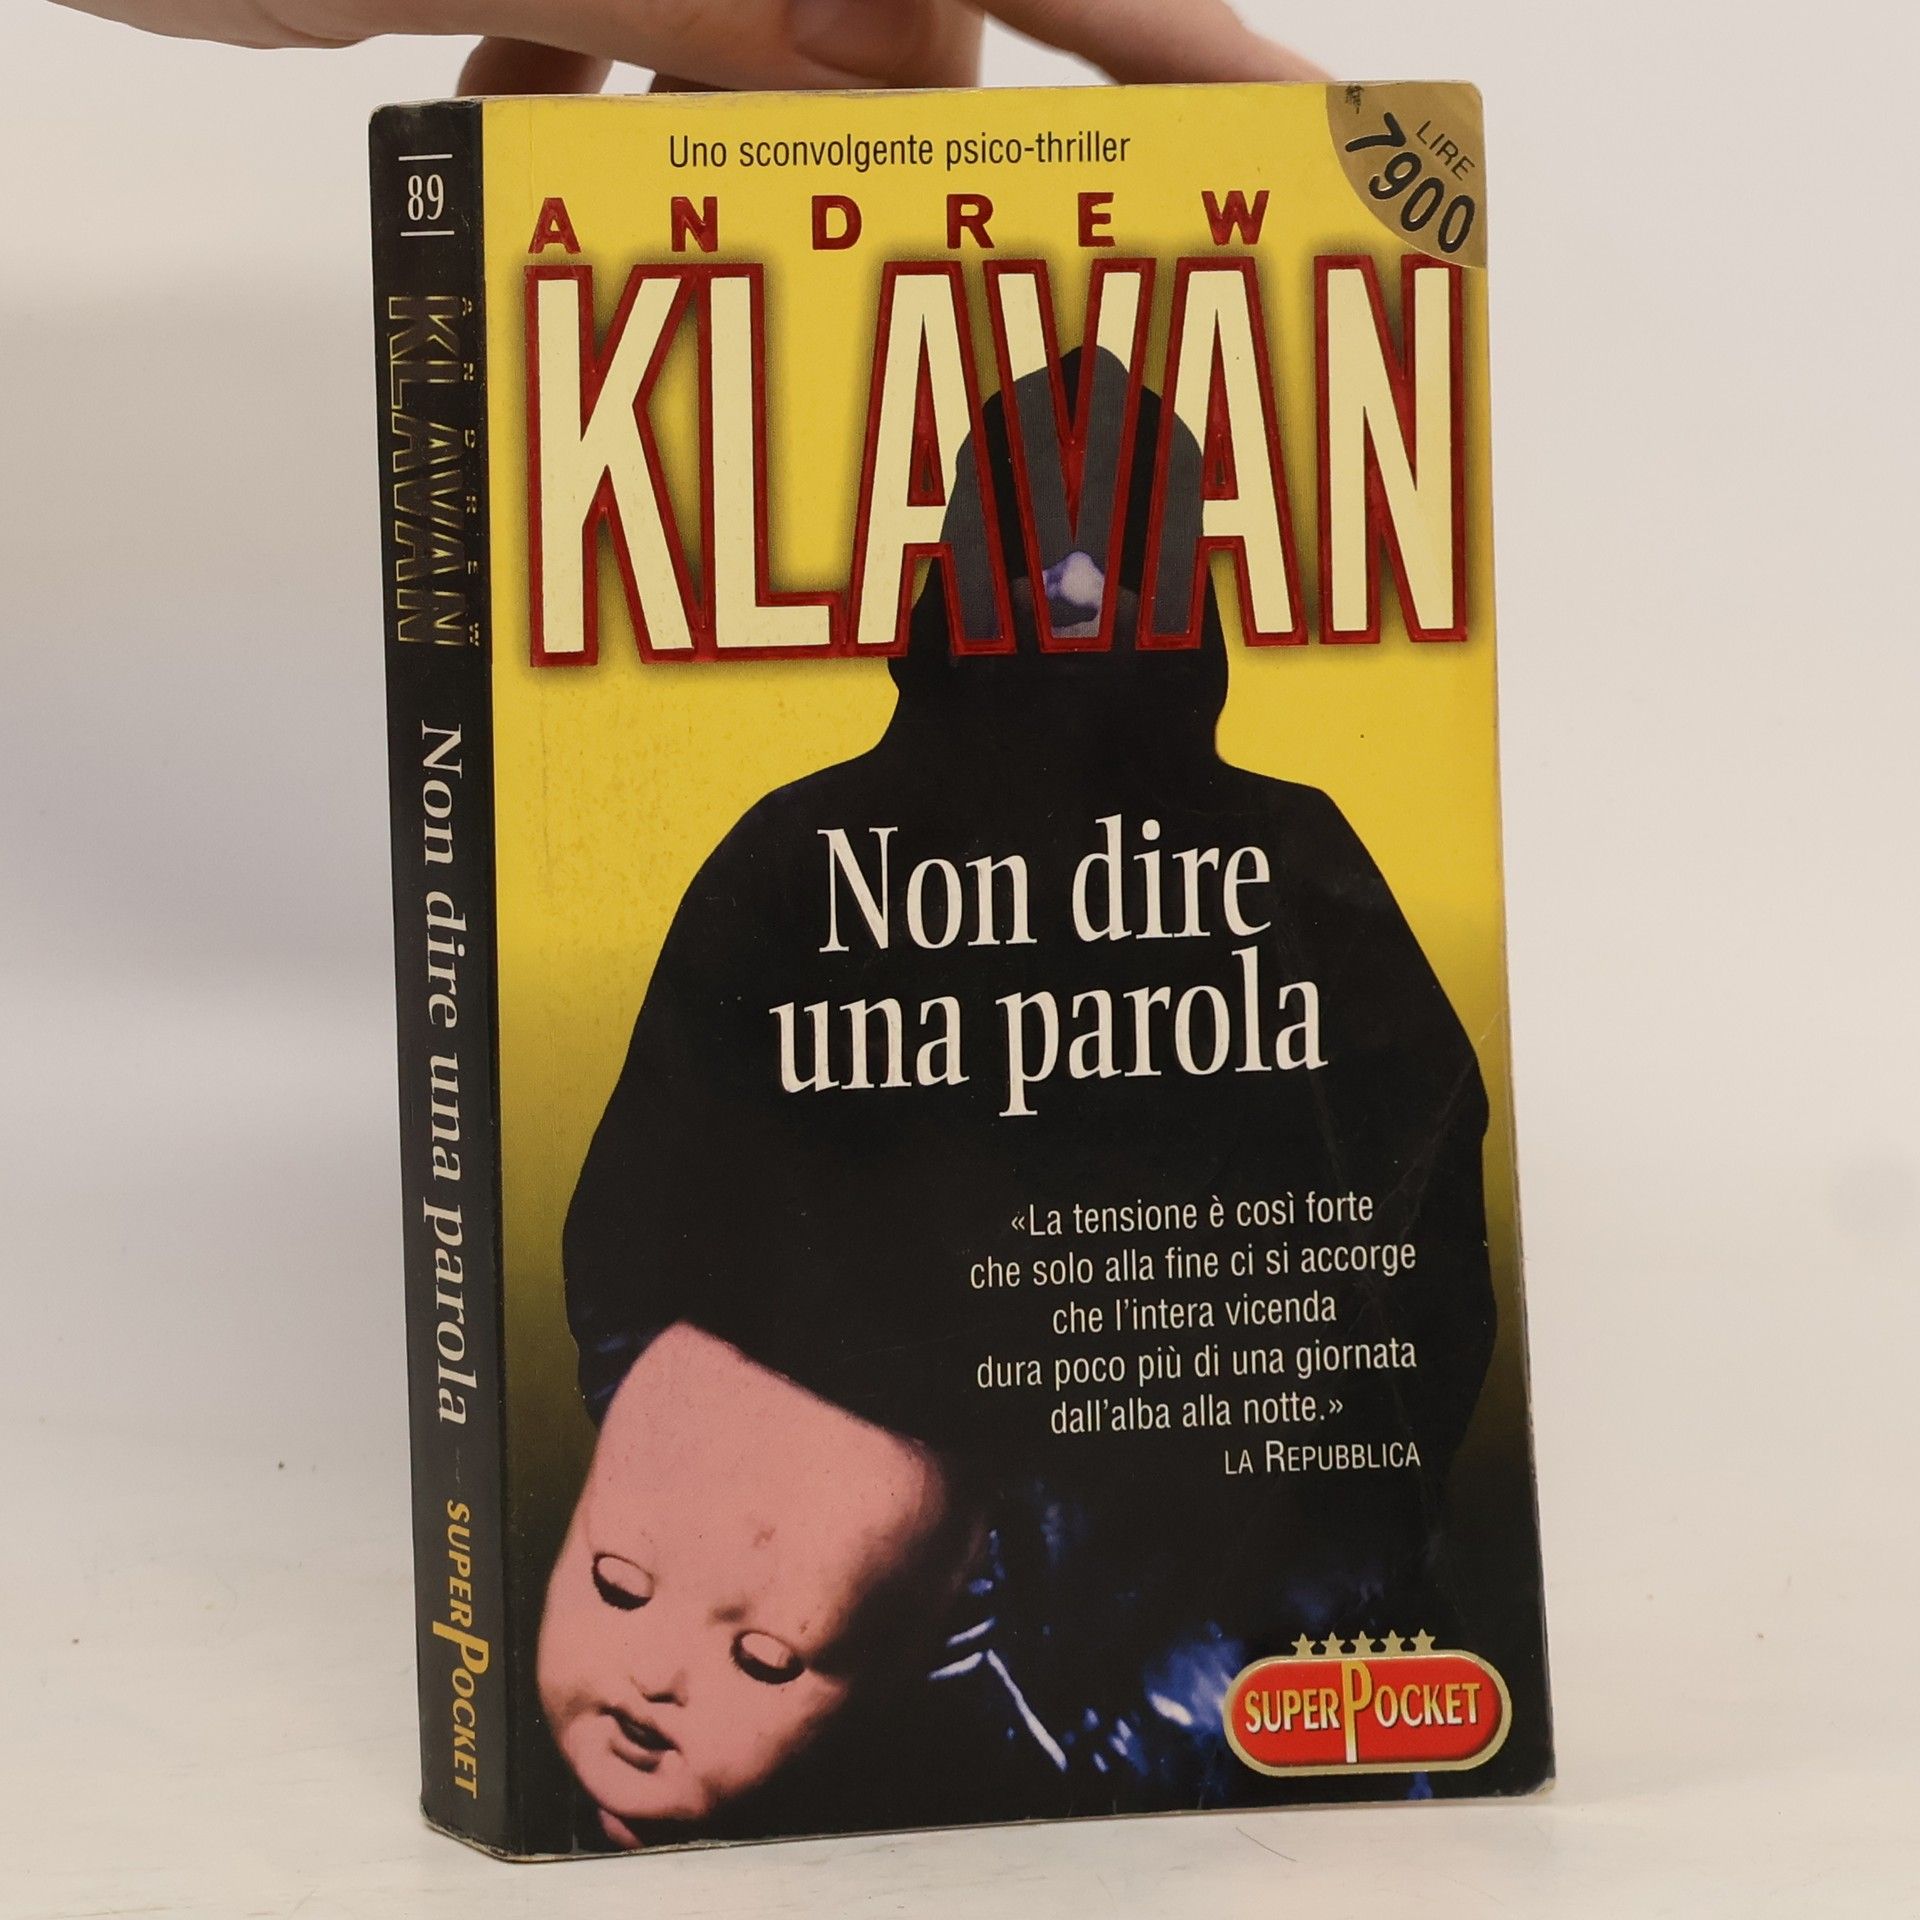 Uno sconvolgente psico-thriller
LIRE
7900
ANDREW
KLAVAN
Non dire
una parola
«La tensione è così forte
che solo alla fine ci si accorge
che l'intera vicenda
dura poco più di una giornata
dall'alba alla notte.»
LA REPUBBLICA
SUPERPOCKET
89
ANDREW
KLAVAN
KLAVAN
Non dire una parola
SUPERPOCKET